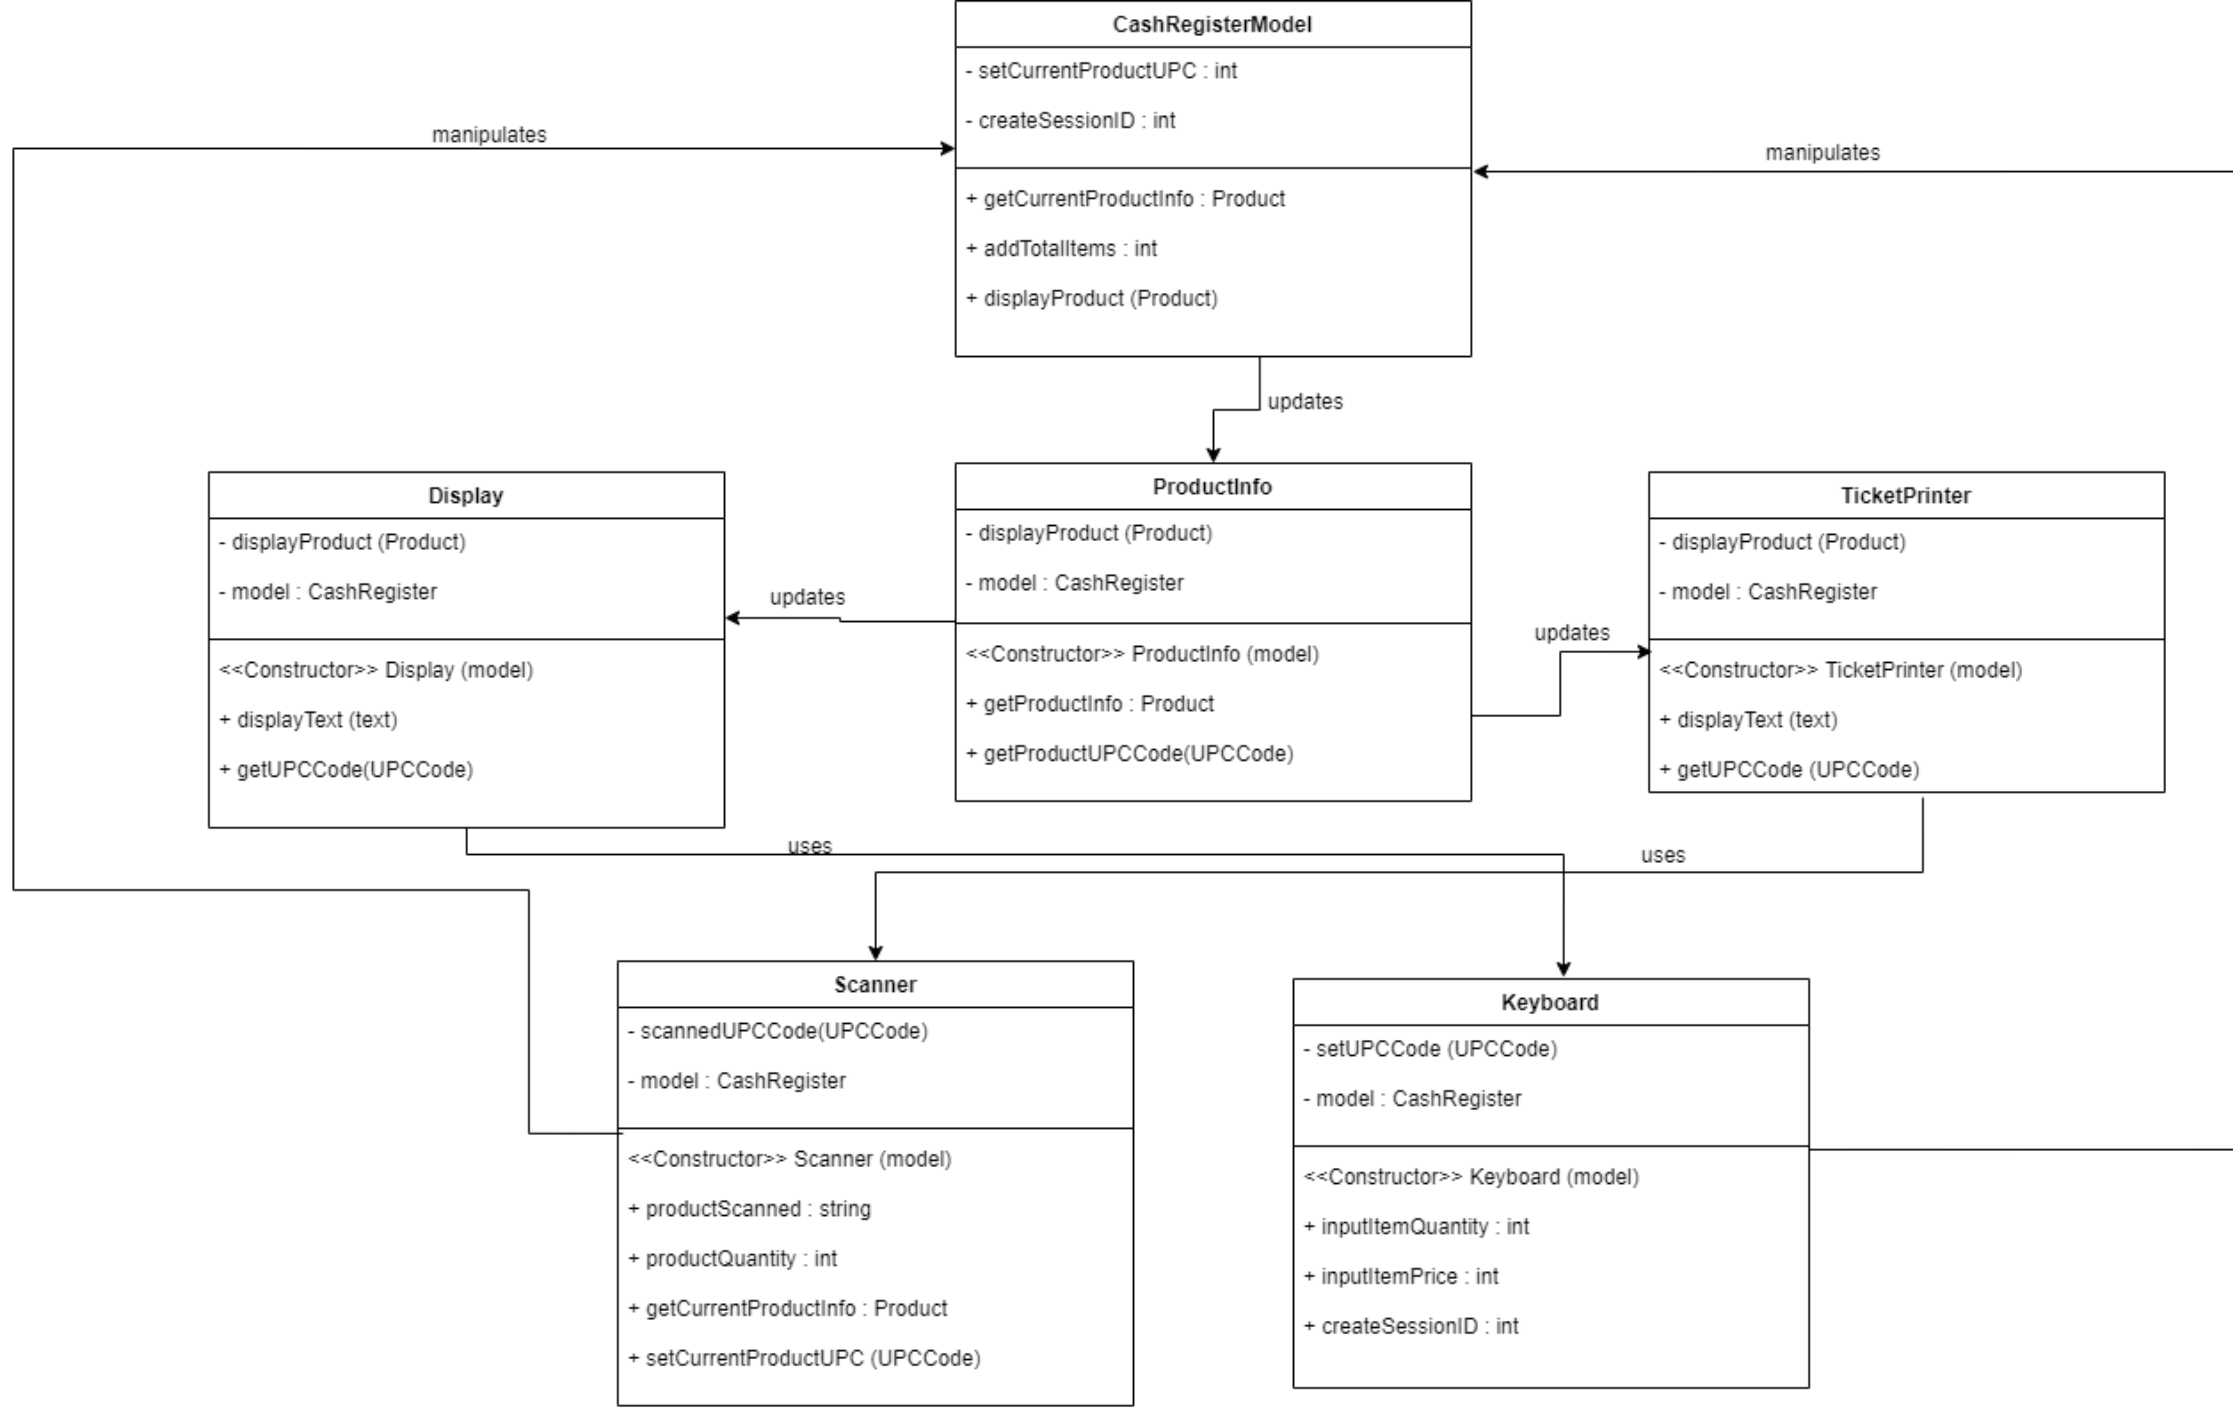 CashRegisterModel
- setCurrentProductUPC : int
- createSessionID : int
+ getCurrentProductInfo : Product
+ addTotalItems : int
+ displayProduct (Product)
manipulates
manipulates
updates
Display
- displayProduct (Product)
- model : CashRegister
<<Constructor>> Display (model)
+ displayText (text)
+ getUPCCode(UPCCode)
updates
ProductInfo
- displayProduct (Product)
- model : CashRegister
<<Constructor>> ProductInfo (model)
+ getProductInfo : Product
+ getProductUPCCode(UPCCode)
updates
TicketPrinter
- displayProduct (Product)
- model : CashRegister
<<Constructor>> TicketPrinter (model)
+ displayText (text)
+ getUPCCode (UPCCode)
uses
uses
Scanner
- scannedUPCCode(UPCCode)
- model : CashRegister
<<Constructor>> Scanner (model)
+ productScanned : string
+ productQuantity : int
+ getCurrentProductInfo : Product
+ setCurrentProductUPC (UPCCode)
Keyboard
- setUPCCode (UPCCode)
- model : CashRegister
<<Constructor>> Keyboard (model)
+ inputItemQuantity : int
+ inputItemPrice : int
+ createSessionID : int